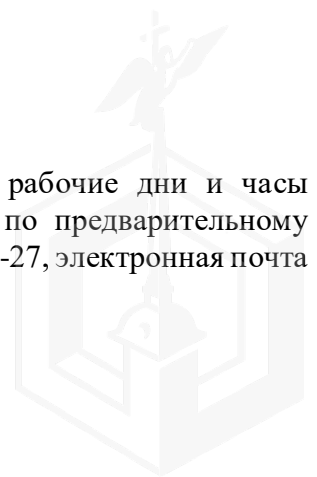 рабочие дни и часы
по предварительному
-27, электронная почта